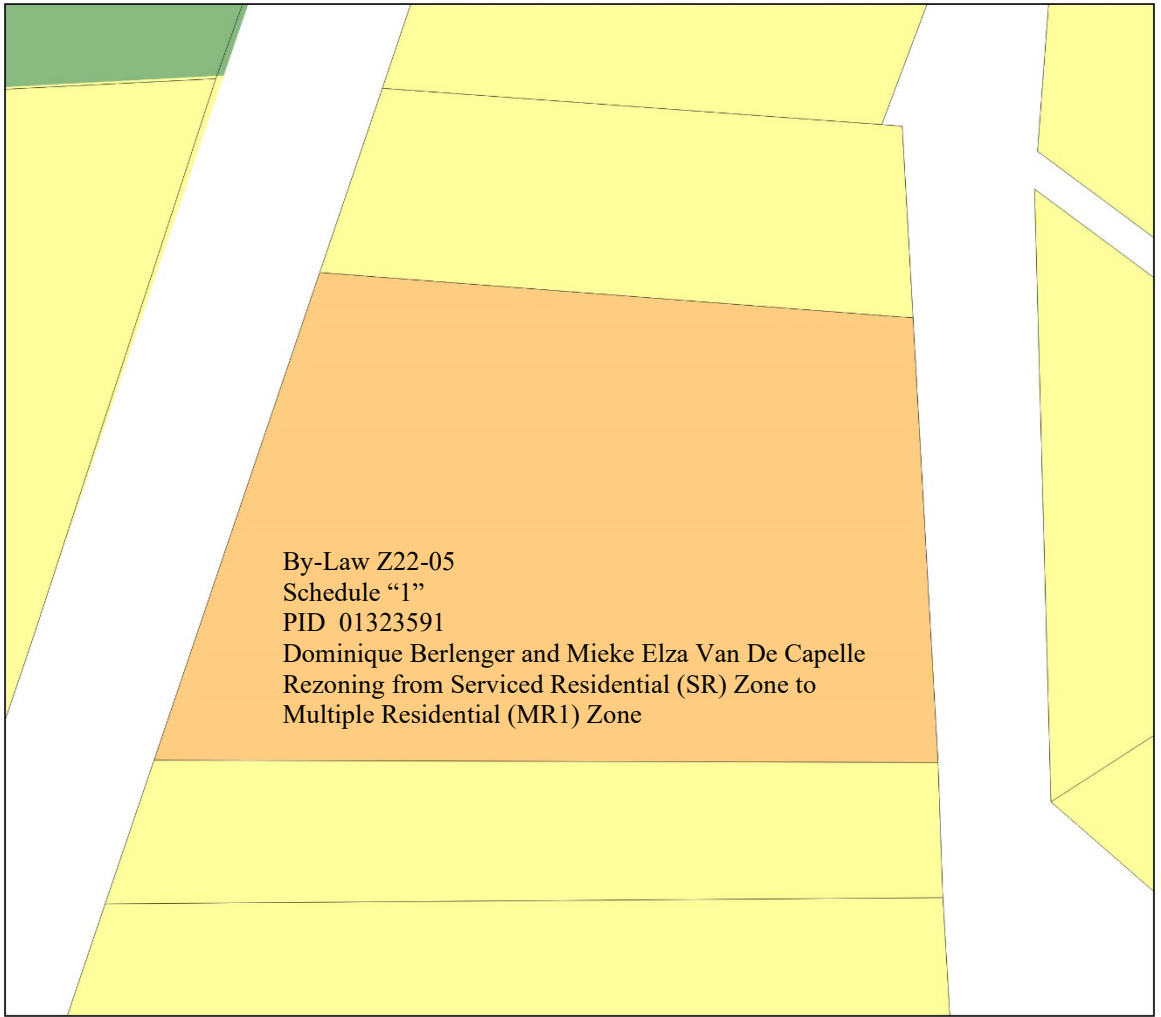 By-Law Z22-05
Schedule “1”
PID  01323591
Dominique Berlenger and Mieke Elza Van De Capelle
Rezoning from Serviced Residential (SR) Zone to
Multiple Residential (MR1) Zone